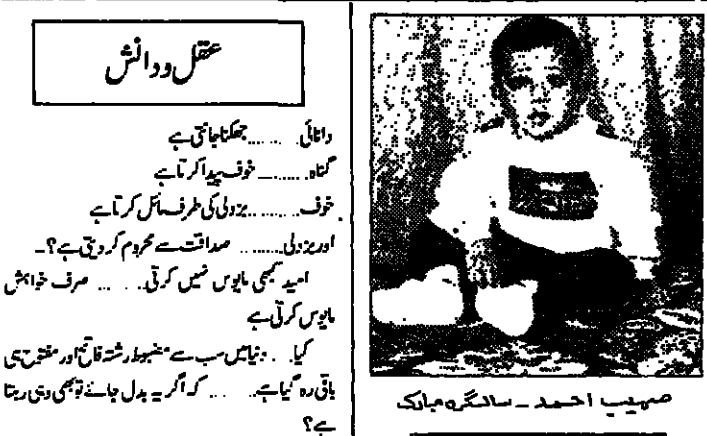 عقل و دانش
دانائی ........ جھکنا جانتی ہے
گناہ ........ خوف پیدا کرتا ہے
خوف ........ بزدلی کی طرف مائل کرتا ہے
اور بزدلی ........ صداقت سے محروم کر دیتی ہے؟۔
امید کبھی مایوس نہیں کرتی ...... صرف خواہش
مایوس کرتی ہے
کیا . . دنیا میں سب سے مضبوط رشتہ فاتح اور مفتوح ہی
باقی رہ گیا ہے ...... کہ اگر یہ بدل جائے تو بھی وہی رہتا
ہے؟
صہیب احمد ۔ سالگرہ مبارک